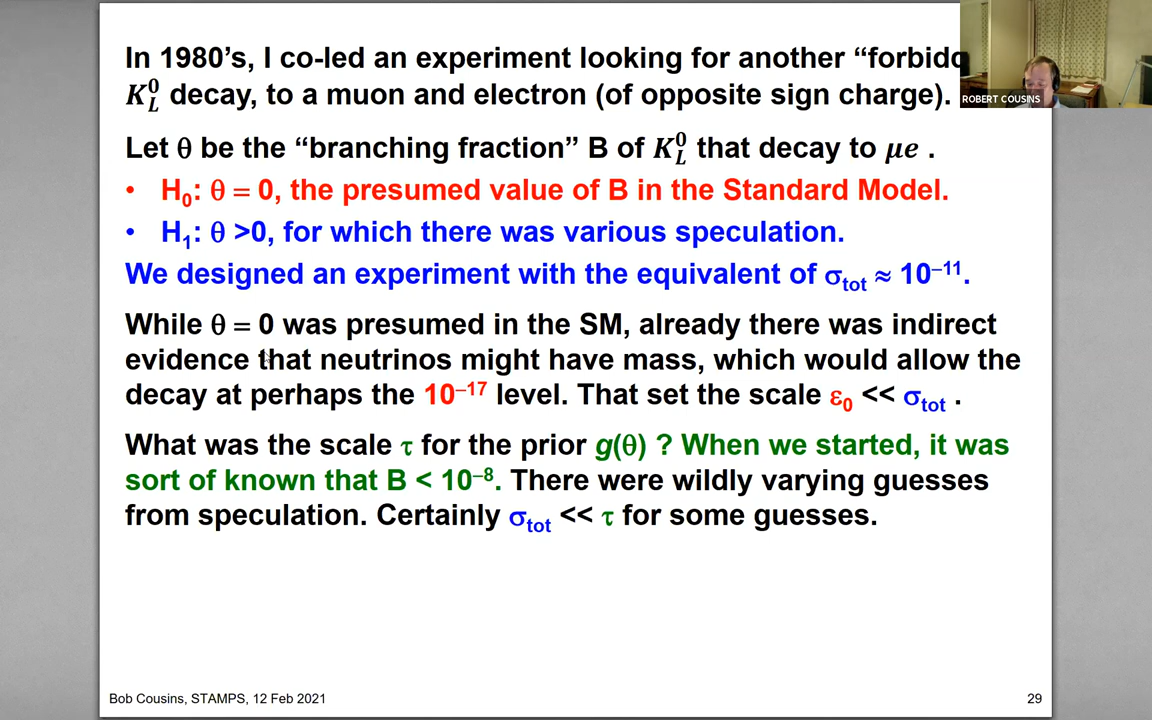 In 1980’s, I co-led an experiment looking for another “forbidd
K⁰_L decay, to a muon and electron (of opposite sign charge).
ROBERT COUSINS
Let θ be the “branching fraction” B of K⁰_L that decay to μe .
• H₀: θ = 0, the presumed value of B in the Standard Model.
• H₁: θ >0, for which there was various speculation.
We designed an experiment with the equivalent of σ_tot ≈ 10⁻¹¹.
While θ = 0 was presumed in the SM, already there was indirect
evidence that neutrinos might have mass, which would allow the
decay at perhaps the 10⁻¹⁷ level. That set the scale ε₀ << σ_tot .
What was the scale τ for the prior g(θ) ? When we started, it was
sort of known that B < 10⁻⁸. There were wildly varying guesses
from speculation. Certainly σ_tot << τ for some guesses.
Bob Cousins, STAMPS, 12 Feb 2021
29